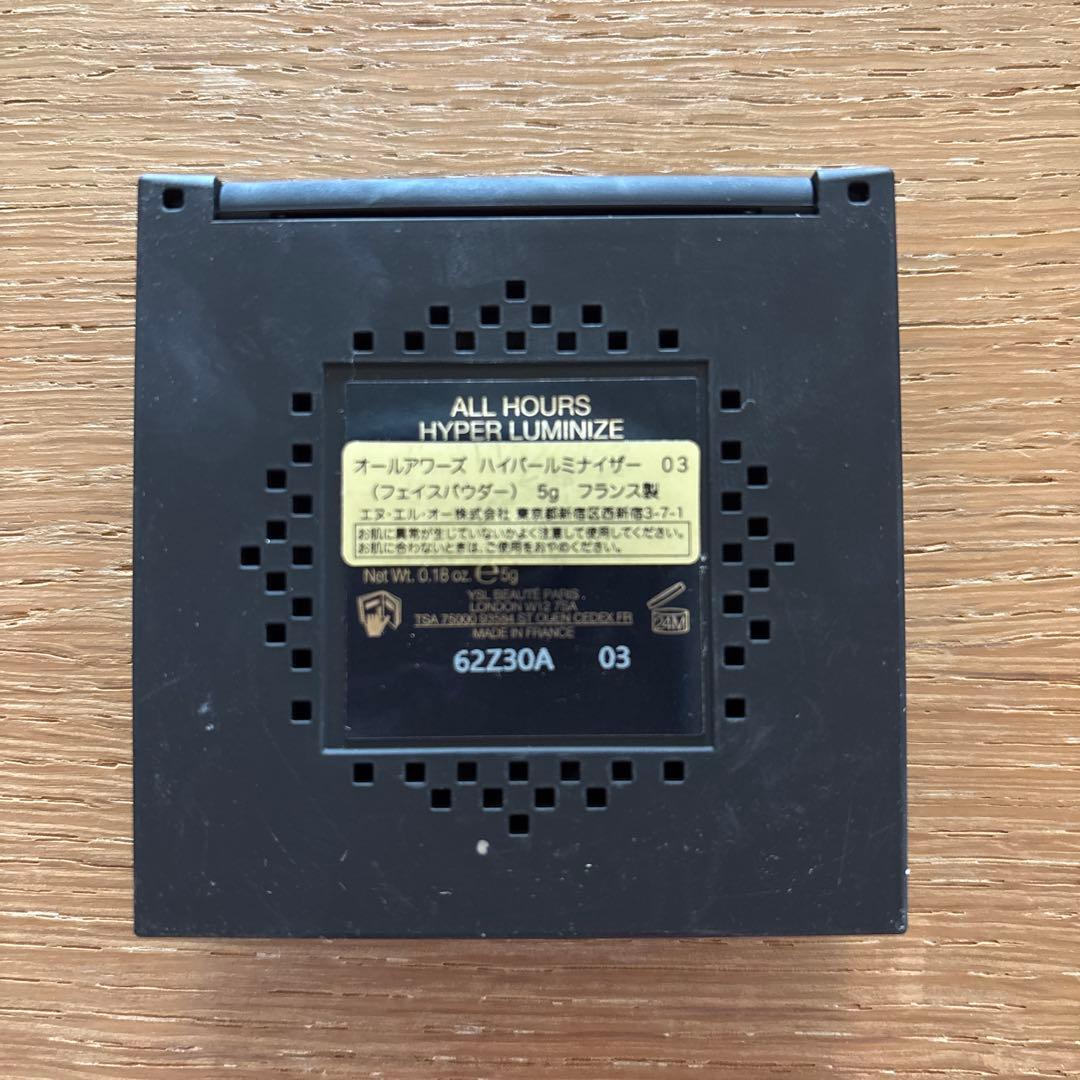 ALL HOURS
HYPER LUMINIZE
オールアワーズ ハイパールミナイザー 03
（フェイスパウダー） 5g フランス製
エヌ・エル・オー株式会社 東京都新宿区西新宿3-7-1
お肌に異常が生じていないかよく注意して使用してください。
お肌に合わないときは、ご使用をおやめください。
Net Wt. 0.18 oz. ℮5g
YSL BEAUTÉ PARIS
LONDON W12 7SA
TSA 75000 93584 ST OUEN CEDEX FR
MADE IN FRANCE
24M
62Z30A 03